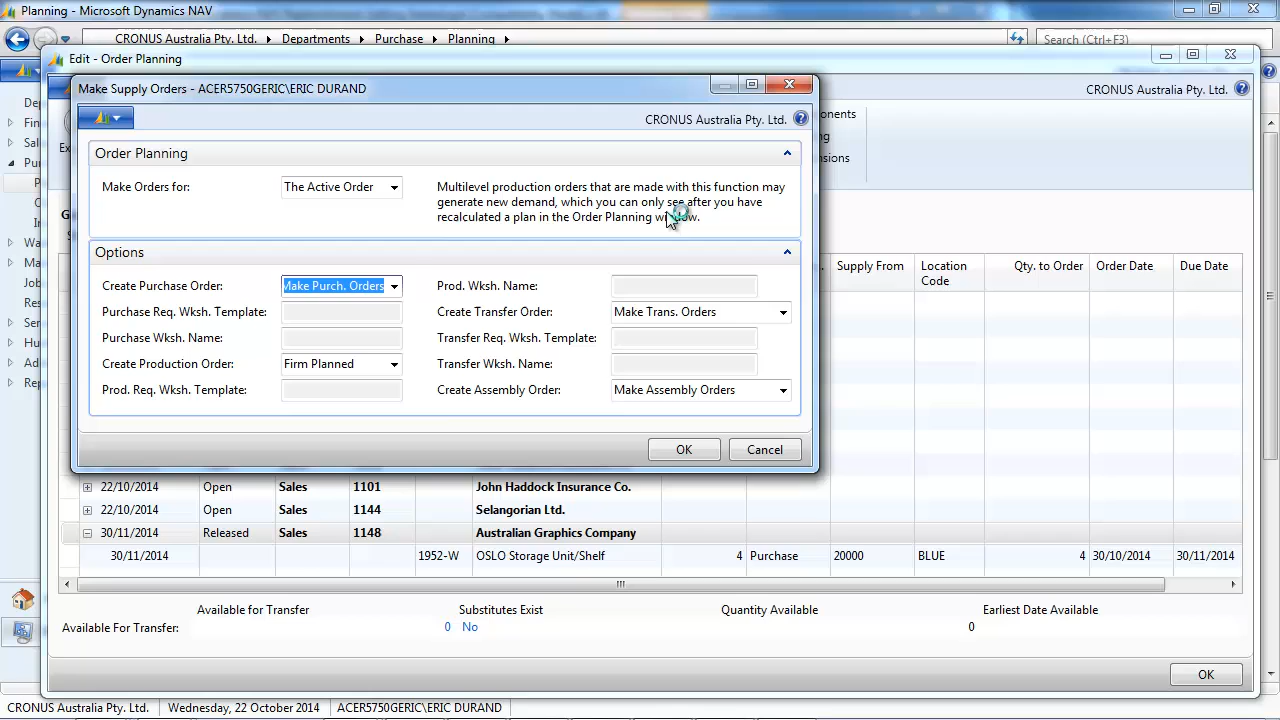 Planning - Microsoft Dynamics NAV
CRONUS Australia Pty. Ltd. Departments Purchase Planning
Search (Ctrl+F3)
Edit - Order Planning
CRONUS Australia Pty. Ltd.
Make Supply Orders - ACER5750GERIC\ERIC DURAND
CRONUS Australia Pty. Ltd.
Order Planning
Make Orders for: The Active Order
Multilevel production orders that are made with this function may
generate new demand, which you can only see after you have
recalculated a plan in the Order Planning window.
Options
Create Purchase Order: Make Purch. Orders Prod. Wksh. Name:
Purchase Req. Wksh. Template: Create Transfer Order: Make Trans. Orders
Purchase Wksh. Name: Transfer Req. Wksh. Template:
Create Production Order: Firm Planned Transfer Wksh. Name:
Prod. Req. Wksh. Template: Create Assembly Order: Make Assembly Orders
OK Cancel
Supply From Location Code Qty. to Order Order Date Due Date
22/10/2014 Open Sales 1101 John Haddock Insurance Co.
22/10/2014 Open Sales 1144 Selangorian Ltd.
30/11/2014 Released Sales 1148 Australian Graphics Company
30/11/2014 1952-W OSLO Storage Unit/Shelf 4 Purchase 20000 BLUE 4 30/10/2014 30/11/2014
Available for Transfer Substitutes Exist Quantity Available Earliest Date Available
Available For Transfer: 0 No 0
OK
CRONUS Australia Pty. Ltd. Wednesday, 22 October 2014 ACER5750GERIC\ERIC DURAND